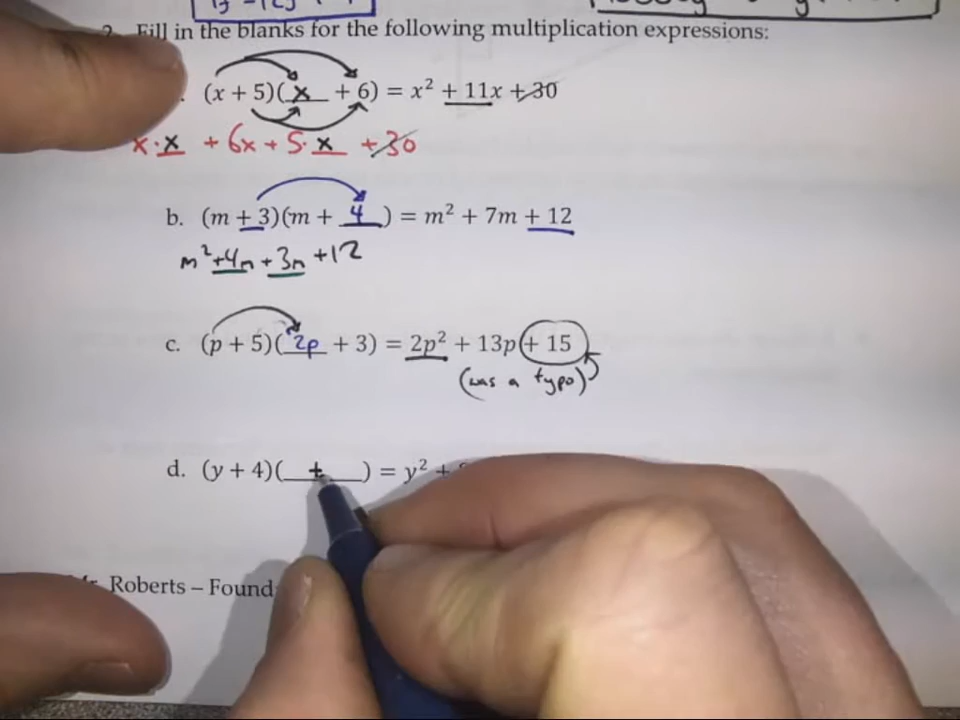 Fill in the blanks for the following multiplication expressions:
(x + 5)( x + 6) = x² + 11x + 30
x · x + 6x + 5 · x + 30
b. (m + 3)(m + 4 ) = m² + 7m + 12
m² + 4m + 3m + 12
c. (p + 5)( 2p + 3) = 2p² + 13p + 15
(was a typo)
d. (y + 4)(__ + __) = y² +
Roberts – Found